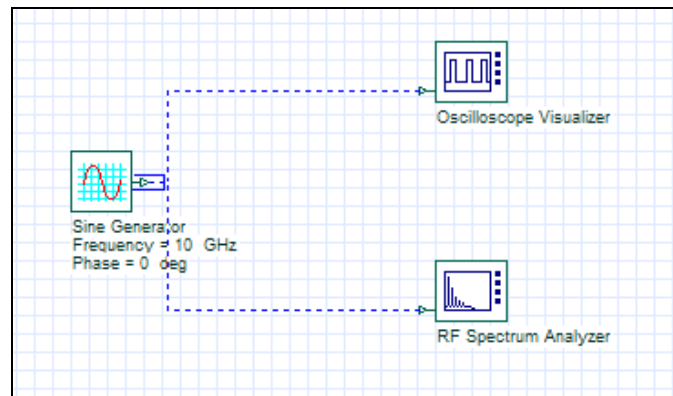 Oscilloscope Visualizer
Sine Generator
Frequency = 10 GHz
Phase = 0 deg
RF Spectrum Analyzer